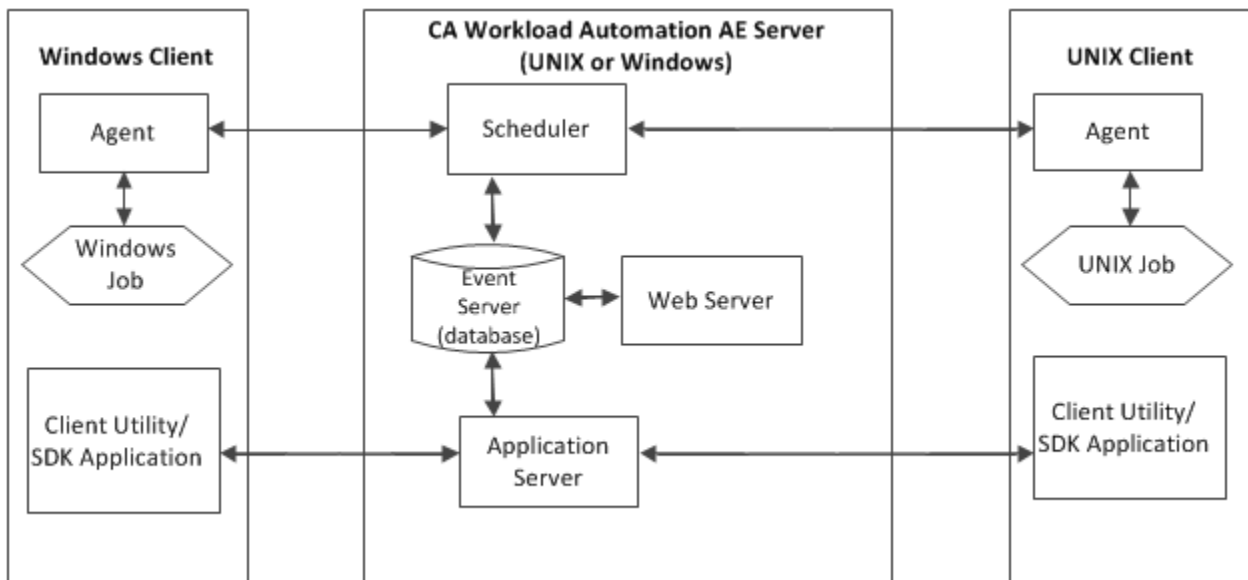 Windows Client
Agent
Windows
Job
Client Utility/
SDK Application
CA Workload Automation AE Server
(UNIX or Windows)
Scheduler
Event
Server
(database)
Web Server
Application
Server
UNIX Client
Agent
UNIX Job
Client Utility/
SDK Application